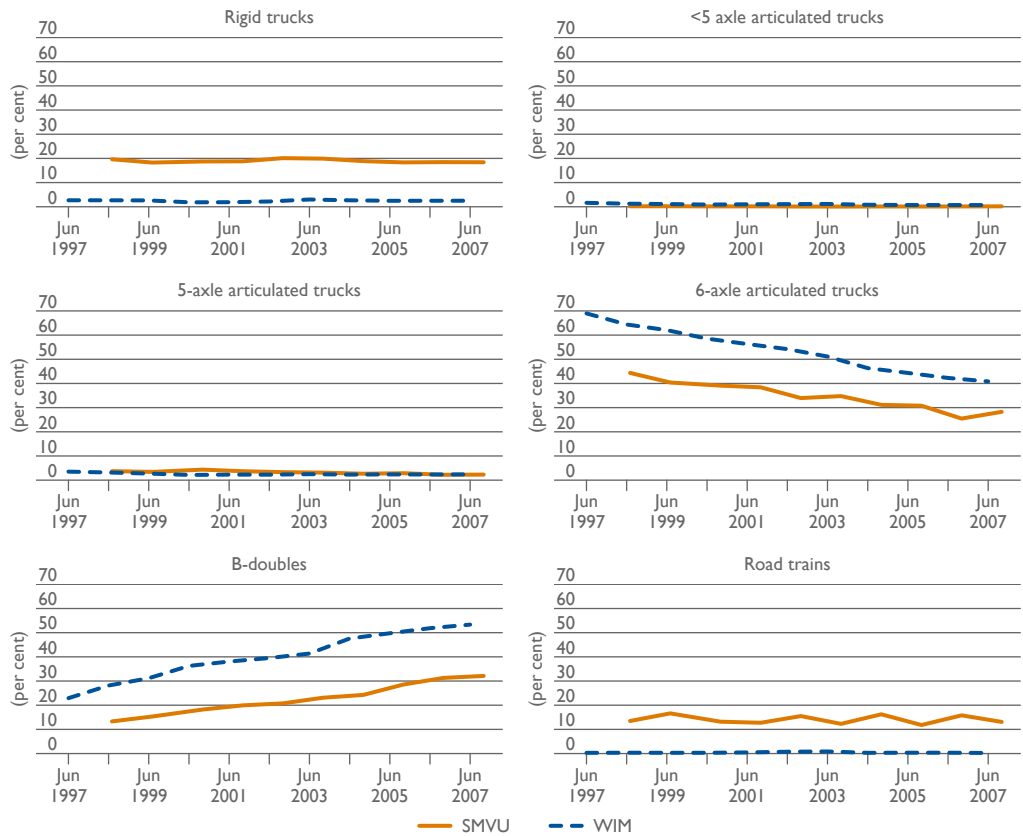 Rigid trucks
(per cent)
70
60
50
40
30
20
10
0
Jun 1997
Jun 1999
Jun 2001
Jun 2003
Jun 2005
Jun 2007
<5 axle articulated trucks
(per cent)
70
60
50
40
30
20
10
0
Jun 1997
Jun 1999
Jun 2001
Jun 2003
Jun 2005
Jun 2007
5-axle articulated trucks
(per cent)
70
60
50
40
30
20
10
0
Jun 1997
Jun 1999
Jun 2001
Jun 2003
Jun 2005
Jun 2007
6-axle articulated trucks
(per cent)
70
60
50
40
30
20
10
0
Jun 1997
Jun 1999
Jun 2001
Jun 2003
Jun 2005
Jun 2007
B-doubles
(per cent)
70
60
50
40
30
20
10
0
Jun 1997
Jun 1999
Jun 2001
Jun 2003
Jun 2005
Jun 2007
Road trains
(per cent)
70
60
50
40
30
20
10
0
Jun 1997
Jun 1999
Jun 2001
Jun 2003
Jun 2005
Jun 2007
SMVU WIM